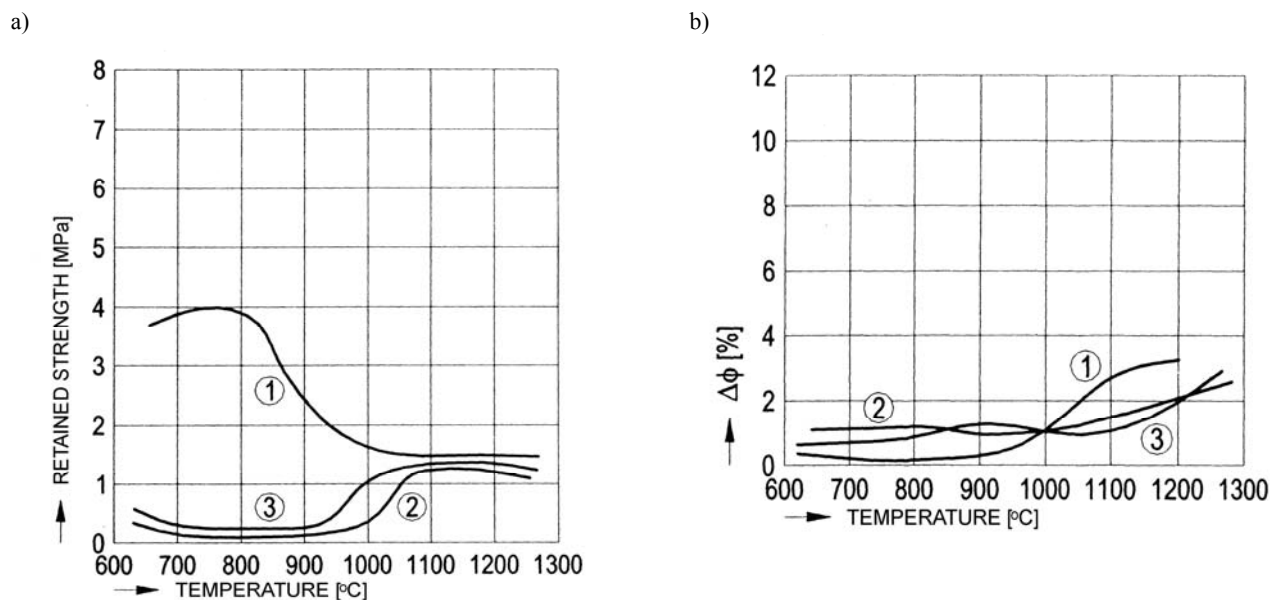 a)
b)
8
7
6
5
4
3
2
1
0
RETAINED STRENGTH [MPa]
①
③
②
600 700 800 900 1000 1100 1200 1300
TEMPERATURE [ºC]
12
10
8
6
4
2
0
Δϕ [%]
①
②
③
600 700 800 900 1000 1100 1200 1300
TEMPERATURE [ºC]